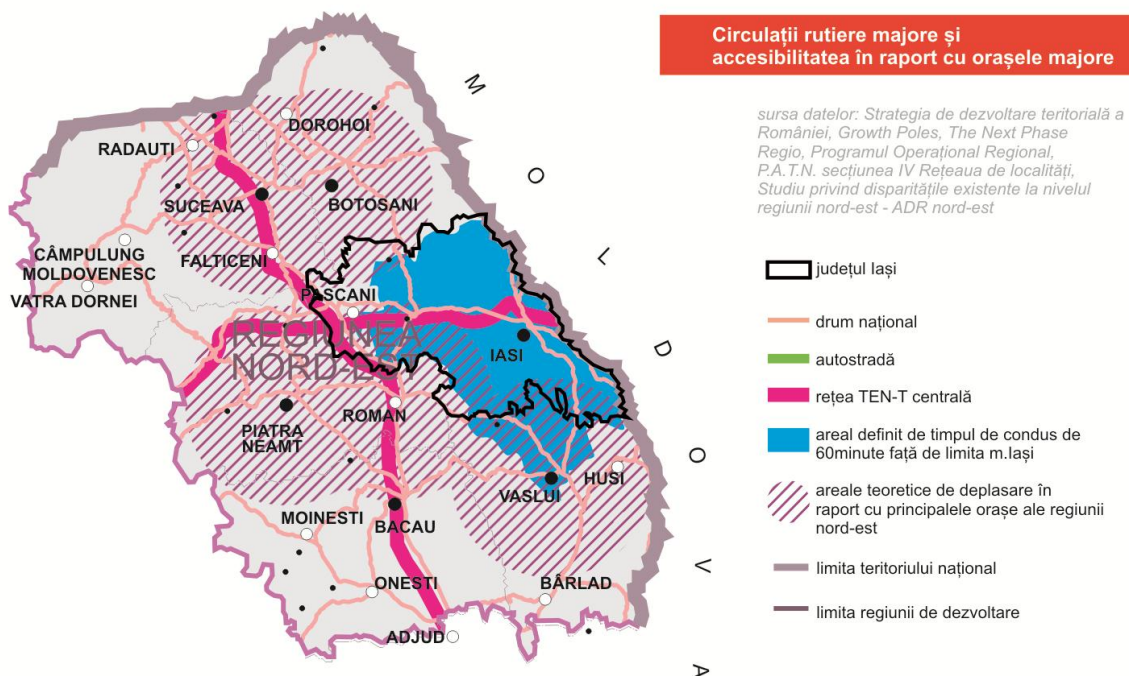 Circulații rutiere majore și
accesibilitatea în raport cu orașele majore
sursa datelor: Strategia de dezvoltare teritorială a
României, Growth Poles, The Next Phase
Regio, Programul Operațional Regional,
P.A.T.N. secțiunea IV Rețeaua de localități,
Studiu privind disparitățile existente la nivelul
regiunii nord-est - ADR nord-est
județul Iași
drum național
autostradă
rețea TEN-T centrală
areal definit de timpul de condus de
60minute față de limita m.Iași
areale teoretice de deplasare în
raport cu principalele orașe ale regiunii
nord-est
limita teritoriului național
limita regiunii de dezvoltare
MOLDOVA
DOROHOI
RADAUTI
SUCEAVA
BOTOSANI
CÂMPULUNG
MOLDOVENESC
FALTICENI
VATRA DORNEI
PASCANI
REGIUNEA
NORD-EST
IASI
ROMAN
PIATRA
NEAMT
HUSI
VASLUI
MOINESTI
BACAU
ONESTI
BÂRLAD
ADJUD